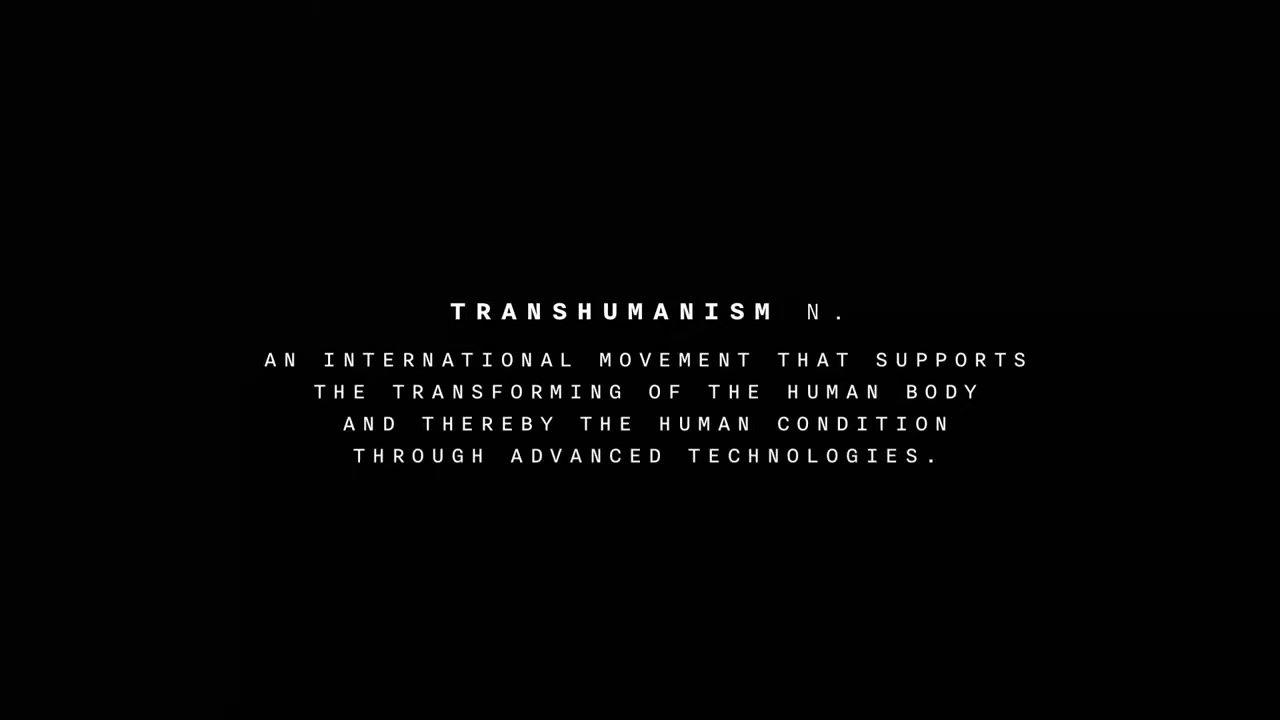 TRANSHUMANISM N.
AN INTERNATIONAL MOVEMENT THAT SUPPORTS
THE TRANSFORMING OF THE HUMAN BODY
AND THEREBY THE HUMAN CONDITION
THROUGH ADVANCED TECHNOLOGIES.